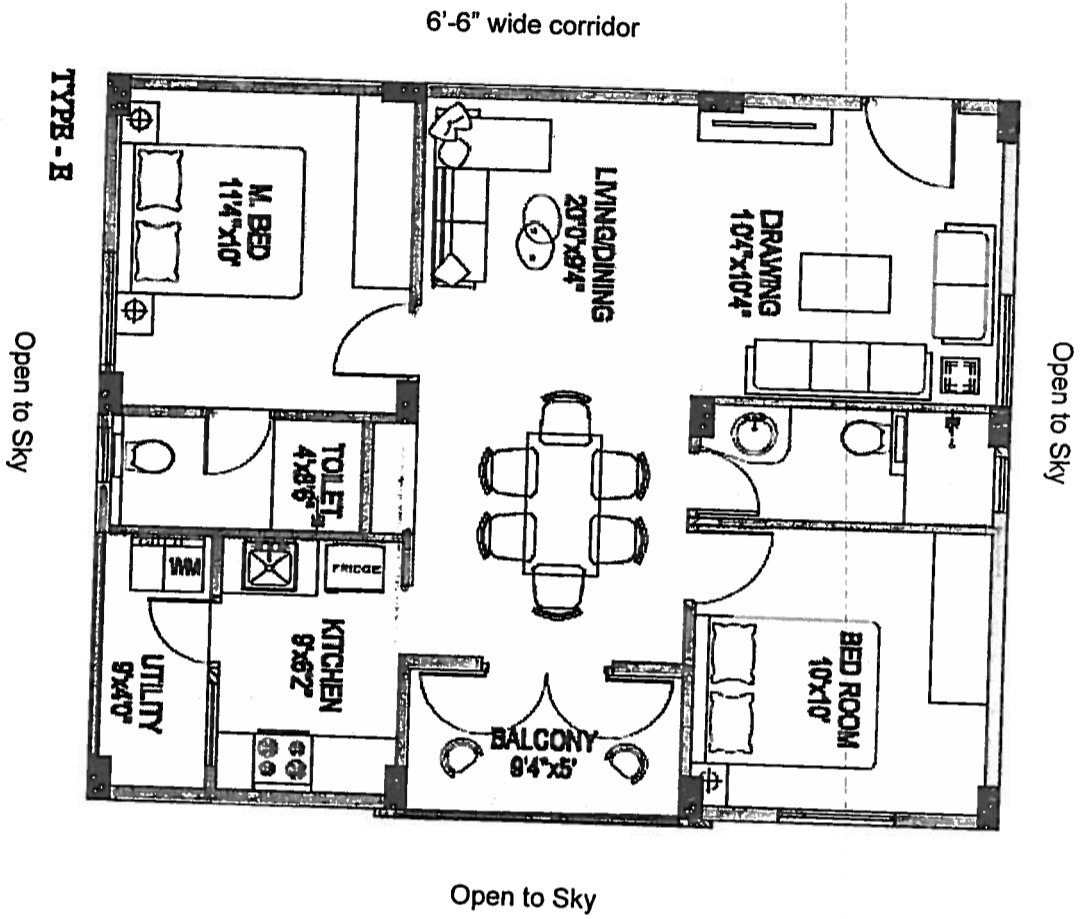 6'-6" wide corridor
TYPE - E
M. BED
11'4"x10'
LIVING/DINING
20'0"x9'4"
DRAWING
10'4"x10'4"
Open to Sky
Open to Sky
TOILET
WM
FRIDGE
KITCHEN
9'x6'2"
UTILITY
9'x4'0"
BALCONY
9'4"x5'
BED ROOM
10'x10'
Open to Sky